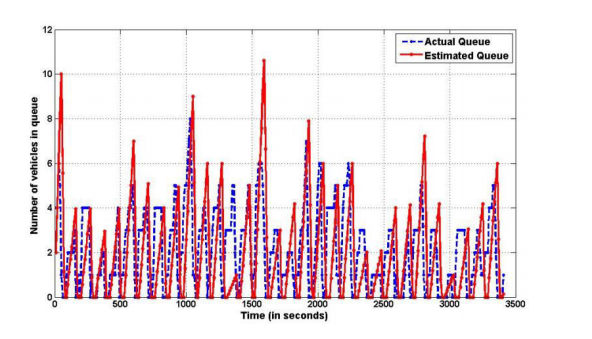 12
10
8
6
4
2
0
Number of vehicles in queue
Actual Queue
Estimated Queue
0 500 1000 1500 2000 2500 3000 3500
Time (in seconds)